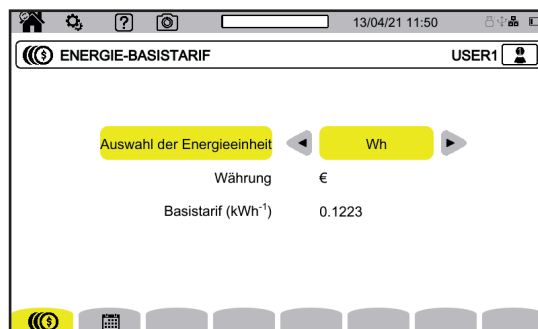 13/04/21 11:50
ENERGIE-BASISTARIF USER1
Auswahl der Energieeinheit Wh
Währung €
Basistarif (kWh⁻¹) 0.1223